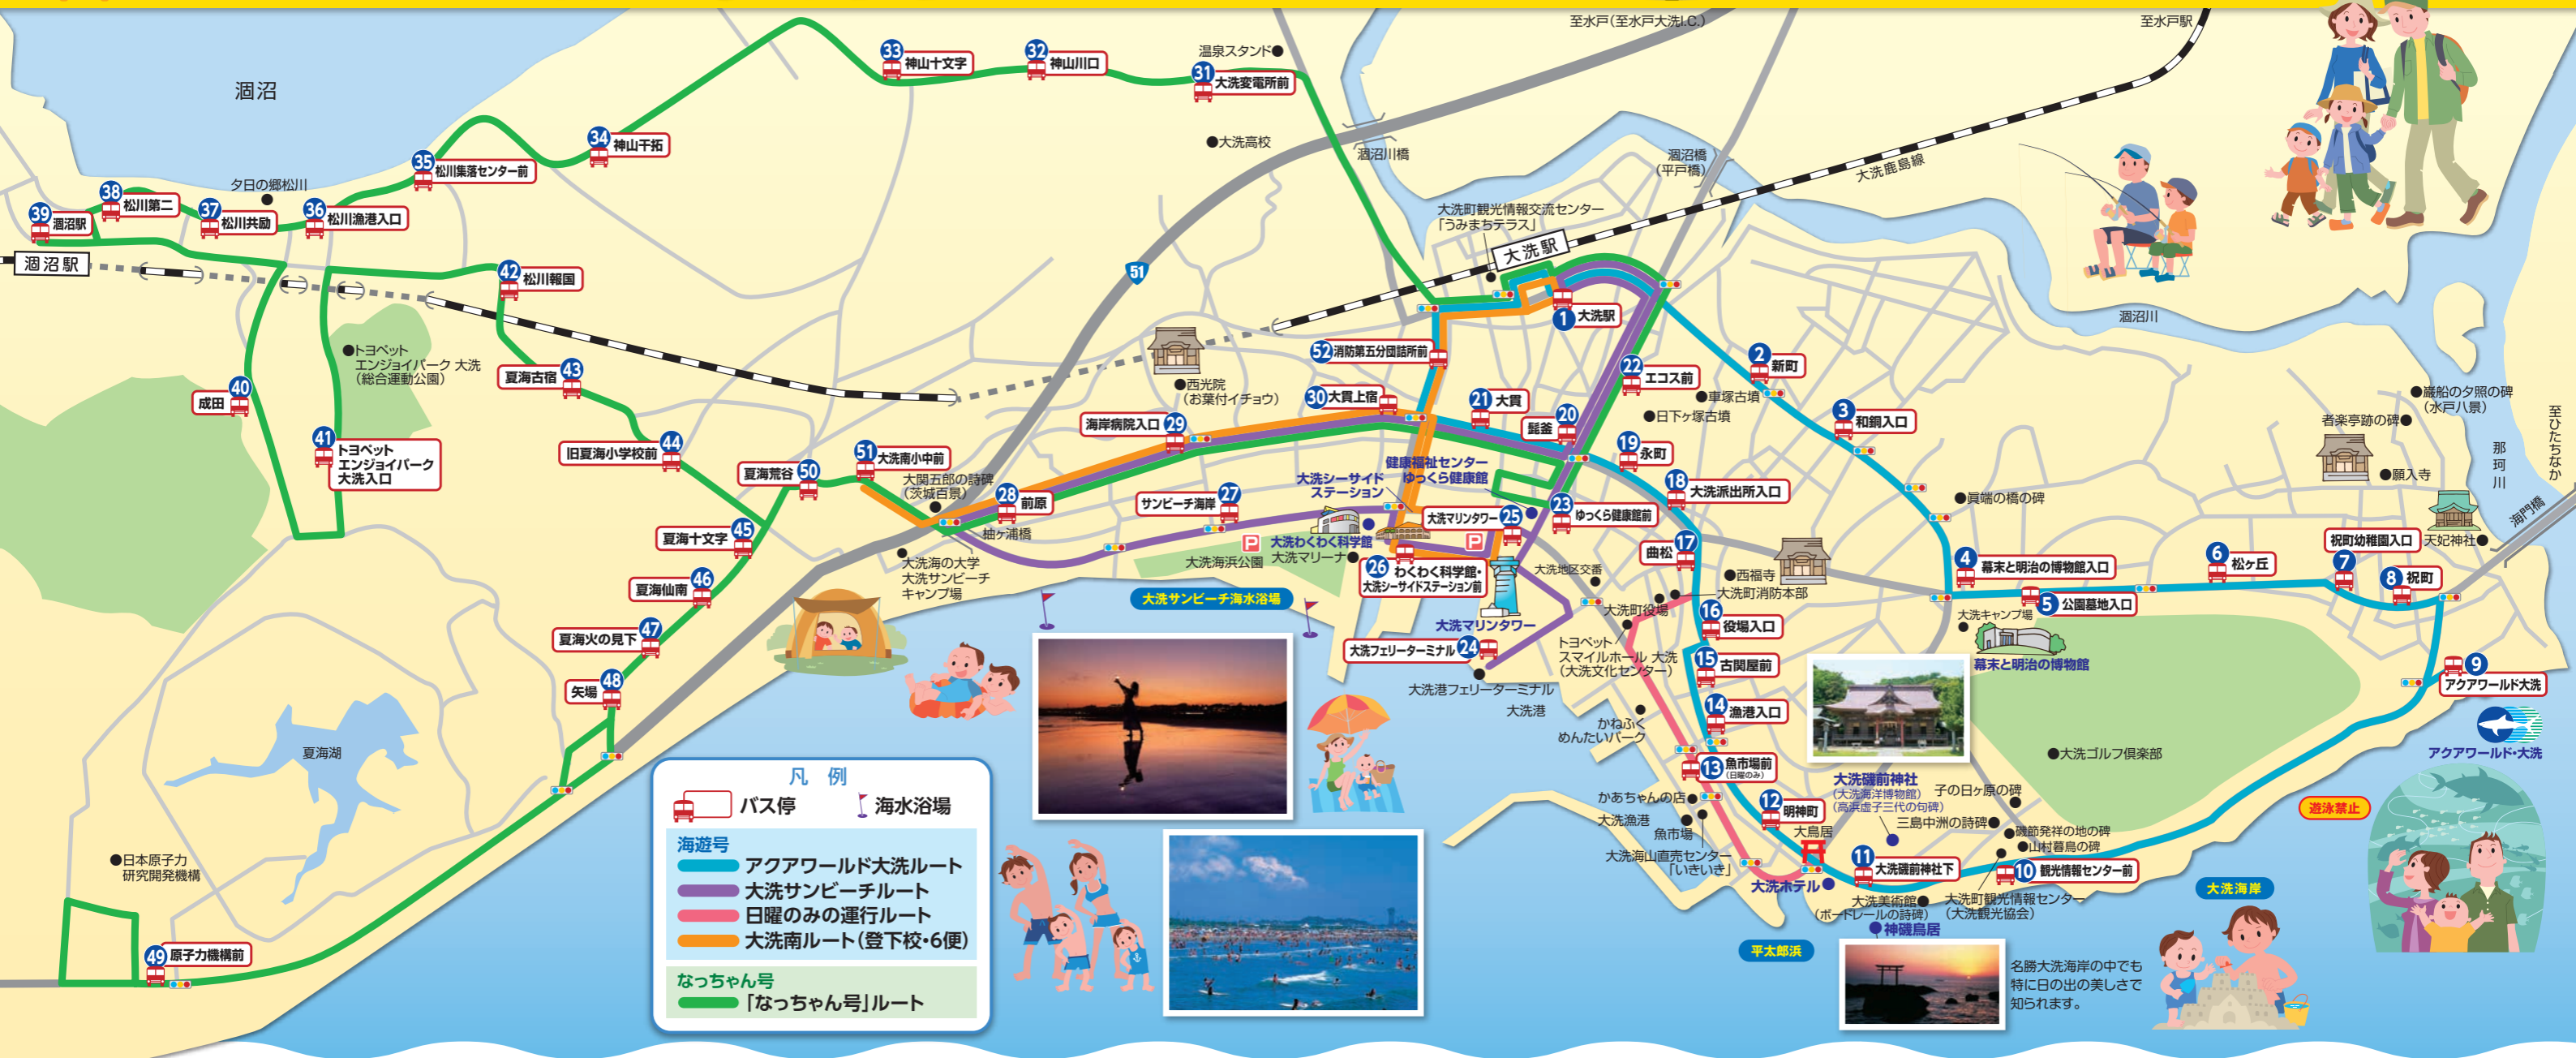 至水戸（至水戸大洗I.C.）
至水戸駅
涸沼
33 神山十文字
32 神山川口
温泉スタンド
31 大洗変電所前
大洗高校
涸沼川橋
涸沼橋
（平戸橋）
大洗鹿島線
34 神山干拓
35 松川集落センター前
夕日の郷松川
38 松川第二
39 涸沼駅
37 松川共励
36 松川漁港入口
涸沼駅
42 松川報国
大洗町観光情報交流センター
「うみまちテラス」
大洗駅
51
1 大洗駅
涸沼川
トヨペット
エンジョイパーク 大洗
（総合運動公園）
40 成田
43 夏海古宿
41 トヨペット
エンジョイパーク
大洗入口
44 旧夏海小学校前
西光院
（お葉付イチョウ）
52 消防第五分団詰所前
30 大貫上宿
21 大貫
22 エコス前
2 新町
車塚古墳
日下ヶ塚古墳
3 和銅入口
29 海岸病院入口
20 髭釜
19 永町
巌船の夕照の碑
（水戸八景）
者楽亭跡の碑
願入寺
那珂川
至ひたちなか
海門橋
天妃神社
50 夏海荒谷
51 大洗南小中前
大関五郎の詩碑
（茨城百景）
28 前原
27 サンビーチ海岸
大洗シーサイド
ステーション
健康福祉センター
ゆっくら健康館
25 大洗マリンタワー
23 ゆっくら健康館前
18 大洗派出所入口
眞端の橋の碑
45 夏海十文字
袖ヶ浦橋
大洗わくわく科学館
大洗マリーナ
P
P
大洗海浜公園
17 曲松
西福寺
大洗町消防本部
4 幕末と明治の博物館入口
6 松ヶ丘
祝町幼稚園入口
7
8 祝町
46 夏海仙南
大洗海の大学
大洗サンビーチ
キャンプ場
26 わくわく科学館・
大洗シーサイドステーション前
大洗地区交番
大洗サンビーチ海水浴場
大洗町役場
大洗マリンタワー
16 役場入口
5 公園墓地入口
大洗キャンプ場
幕末と明治の博物館
47 夏海火の見下
24 大洗フェリーターミナル
トヨペット
スマイルホール 大洗
（大洗文化センター）
15 古関屋前
9 アクアワールド大洗
48 矢場
大洗港フェリーターミナル
大洗港
かねふく
めんたいパーク
14 漁港入口
夏海湖
大洗ゴルフ倶楽部
アクアワールド・大洗
13 魚市場前
（日曜のみ）
凡 例
バス停
海水浴場
海遊号
アクアワールド大洗ルート
大洗サンビーチルート
日曜のみの運行ルート
大洗南ルート（登下校・6便）
なっちゃん号
「なっちゃん号」ルート
かあちゃんの店
大洗漁港
魚市場
大洗海山直売センター
「いきいき」
12 明神町
大鳥居
大洗磯前神社
（大洗海洋博物館）
（高浜虚子三代の句碑）
子の日ヶ原の碑
三島中洲の詩碑
磯節発祥の地の碑
山村暮鳥の碑
遊泳禁止
11 大洗磯前神社下
10 観光情報センター前
大洗ホテル
大洗美術館
（ボードレールの詩碑）
大洗町観光情報センター
（大洗観光協会）
神磯鳥居
大洗海岸
平太郎浜
名勝大洗海岸の中でも
特に日の出の美しさで
知られます。
日本原子力
研究開発機構
49 原子力機構前